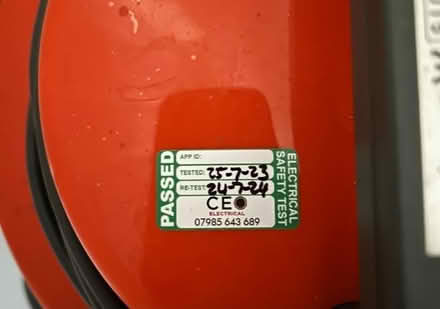 PASSED
APP ID:
TESTED: 25-7-23
RE-TEST: 24-7-24
CEO
ELECTRICAL
07985 643 689
ELECTRICAL
SAFETY TEST